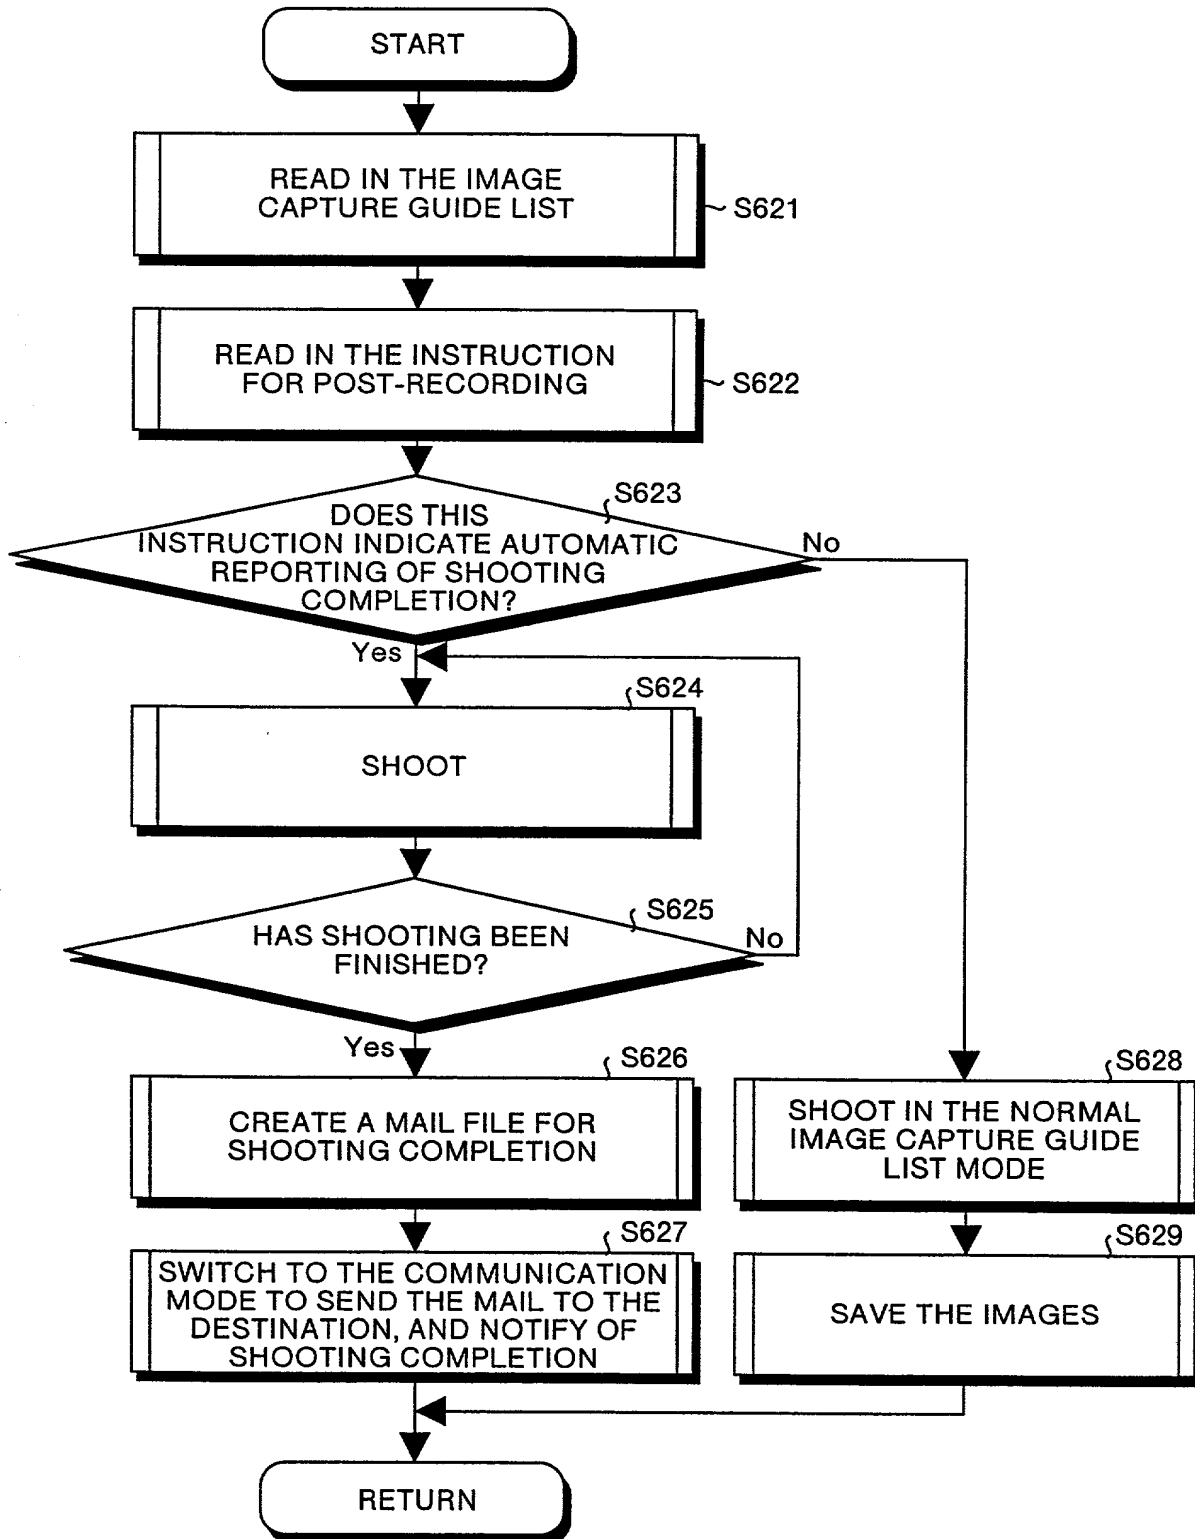 START
READ IN THE IMAGE
CAPTURE GUIDE LIST
S621
READ IN THE INSTRUCTION
FOR POST-RECORDING
S622
S623
DOES THIS
INSTRUCTION INDICATE AUTOMATIC
REPORTING OF SHOOTING
COMPLETION?
No
Yes
S624
SHOOT
S625
HAS SHOOTING BEEN
FINISHED?
No
Yes
S626
CREATE A MAIL FILE FOR
SHOOTING COMPLETION
S628
SHOOT IN THE NORMAL
IMAGE CAPTURE GUIDE
LIST MODE
S627
SWITCH TO THE COMMUNICATION
MODE TO SEND THE MAIL TO THE
DESTINATION, AND NOTIFY OF
SHOOTING COMPLETION
S629
SAVE THE IMAGES
RETURN